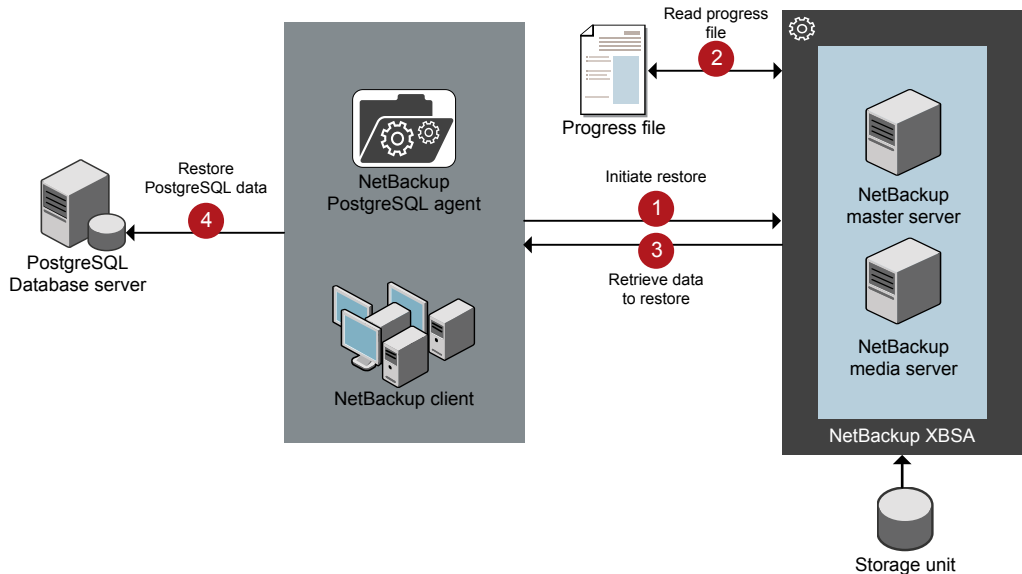 Read progress
file
2
Progress file
NetBackup
PostgreSQL agent
Initiate restore
1
NetBackup
master server
Restore
PostgreSQL data
4
3
Retrieve data
to restore
PostgreSQL
Database server
NetBackup client
NetBackup
media server
NetBackup XBSA
Storage unit